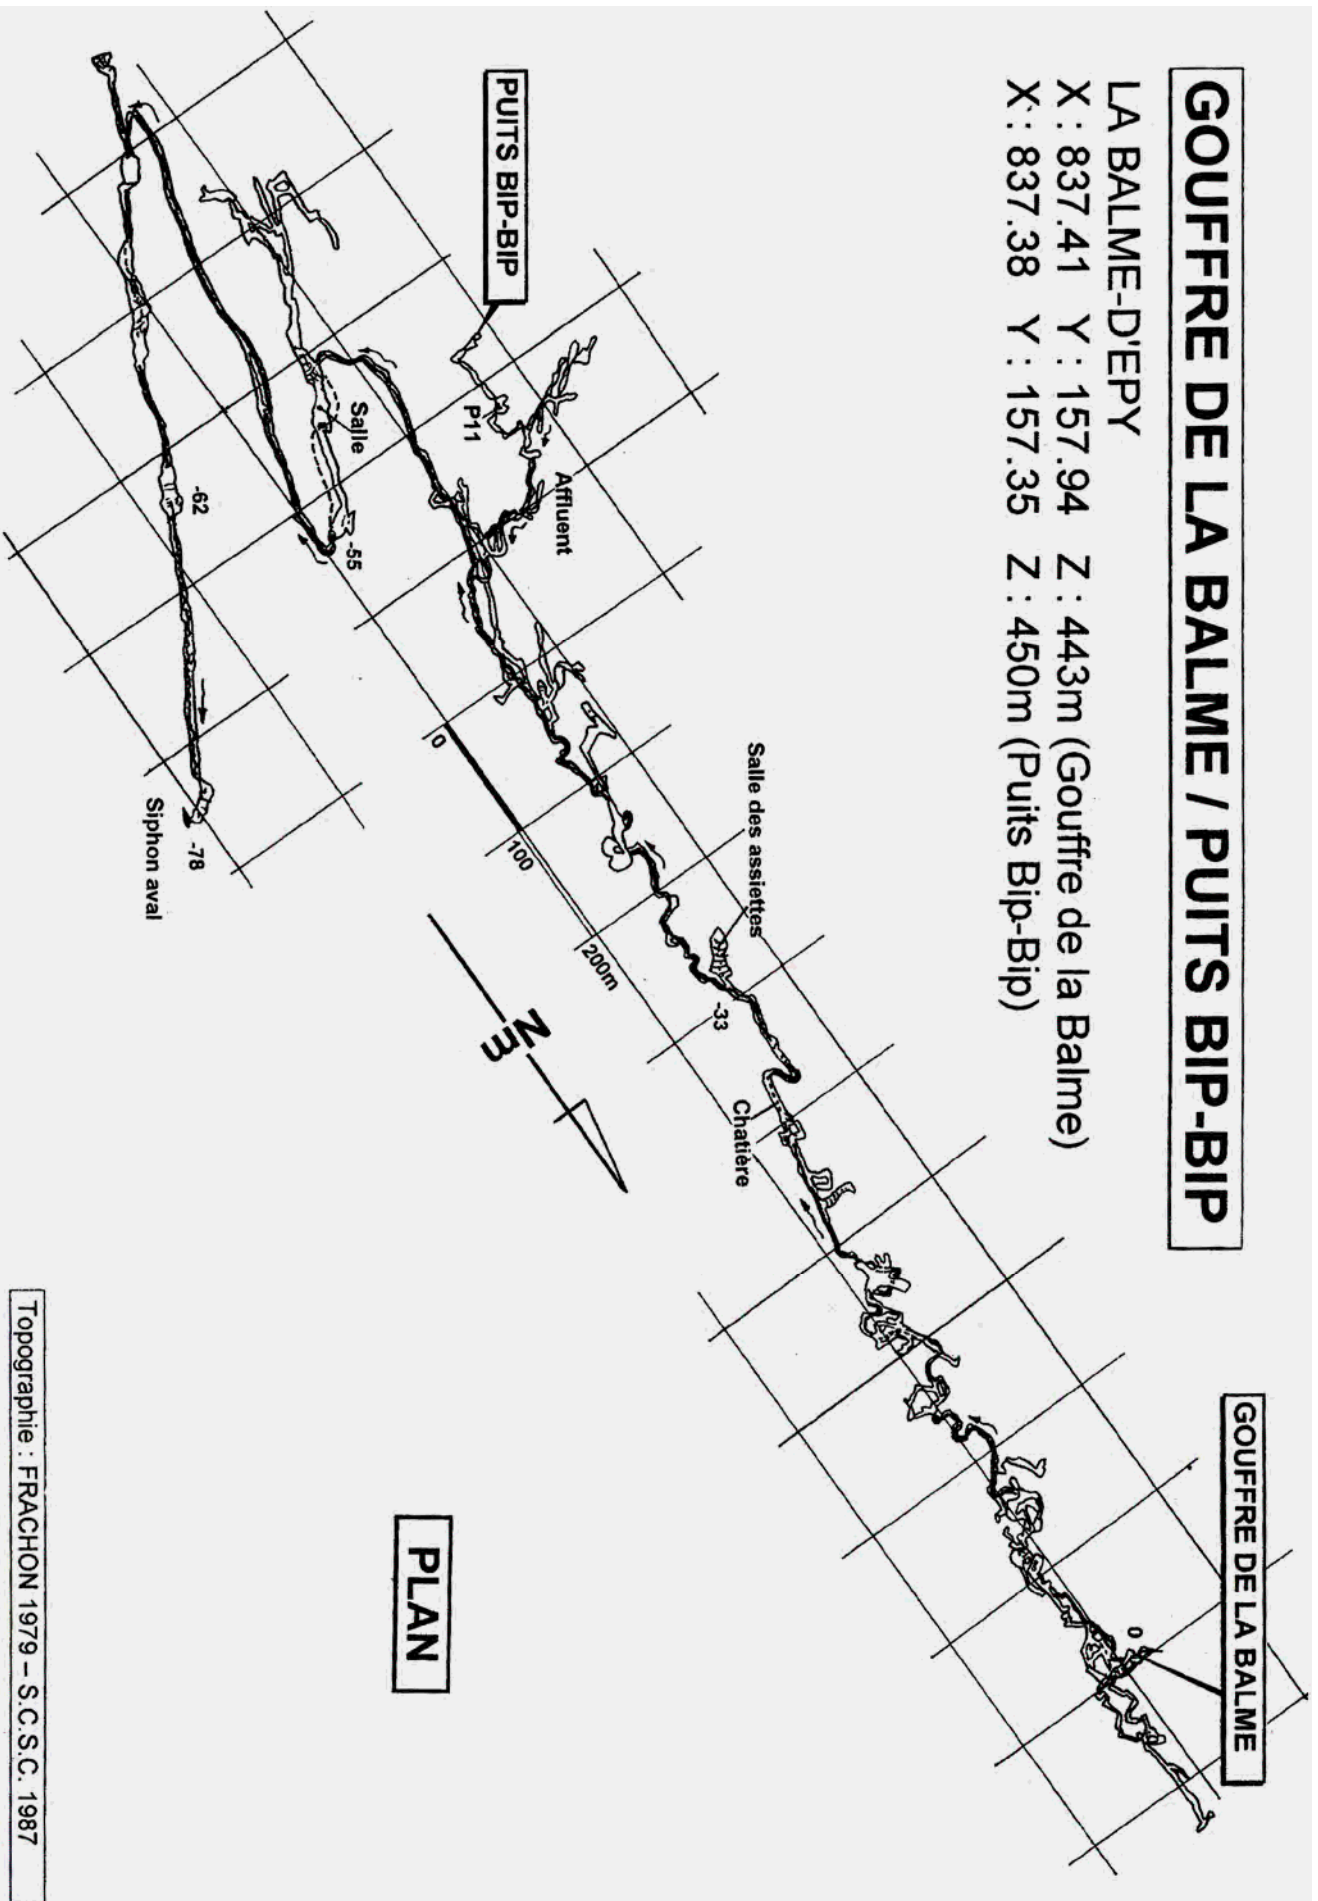 GOUFFRE DE LA BALME / PUITS BIP-BIP
LA BALME-D'EPY
X : 837.41 Y : 157.94 Z : 443m (Gouffre de la Balme)
X : 837.38 Y : 157.35 Z : 450m (Puits Bip-Bip)
GOUFFRE DE LA BALME
0
PUITS BIP-BIP
P11
Affluent
Salle des assiettes
-33
Chatière
Salle
-55
0
100
200m
-62
-78
Siphon aval
N
m
PLAN
Topographie : FRACHON 1979 – S.C.S.C. 1987